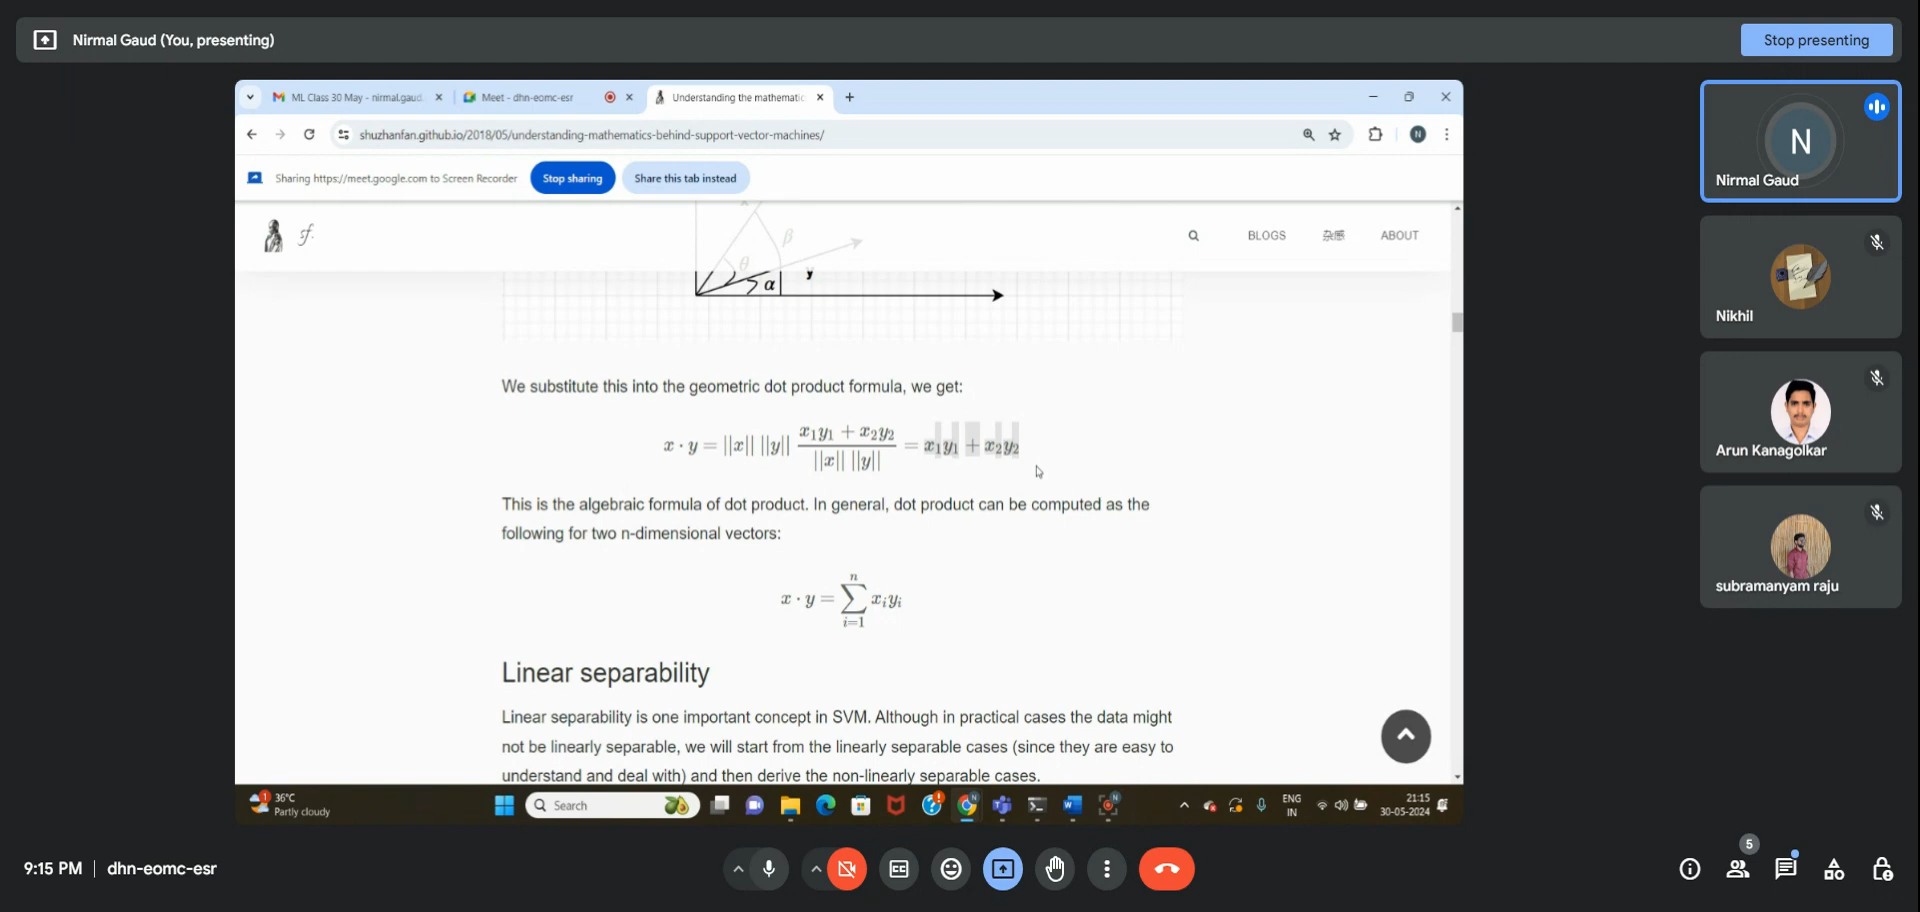 Nirmal Gaud (You, presenting)
Stop presenting
ML Class 30 May - nirmal.gaud.
Meet - dhn-eomc-esr
Understanding the mathematic
shuzhanfan.github.io/2018/05/understanding-mathematics-behind-support-vector-machines/
N
Sharing https://meet.google.com to Screen Recorder
Stop sharing
Share this tab instead
sf.
BLOGS
杂感
ABOUT
x
β
θ
y
α
We substitute this into the geometric dot product formula, we get:
x · y = ||x|| ||y|| (x₁y₁ + x₂y₂) / (||x|| ||y||) = x₁y₁ + x₂y₂
This is the algebraic formula of dot product. In general, dot product can be computed as the
following for two n-dimensional vectors:
x · y = ∑ᵢ₌₁ⁿ xᵢyᵢ
Linear separability
Linear separability is one important concept in SVM. Although in practical cases the data might
not be linearly separable, we will start from the linearly separable cases (since they are easy to
understand and deal with) and then derive the non-linearly separable cases.
1
36°C
Partly cloudy
Search
ENG
IN
21:15
30-05-2024
N
Nirmal Gaud
Nikhil
Arun Kanagolkar
subramanyam raju
9:15 PM | dhn-eomc-esr
5